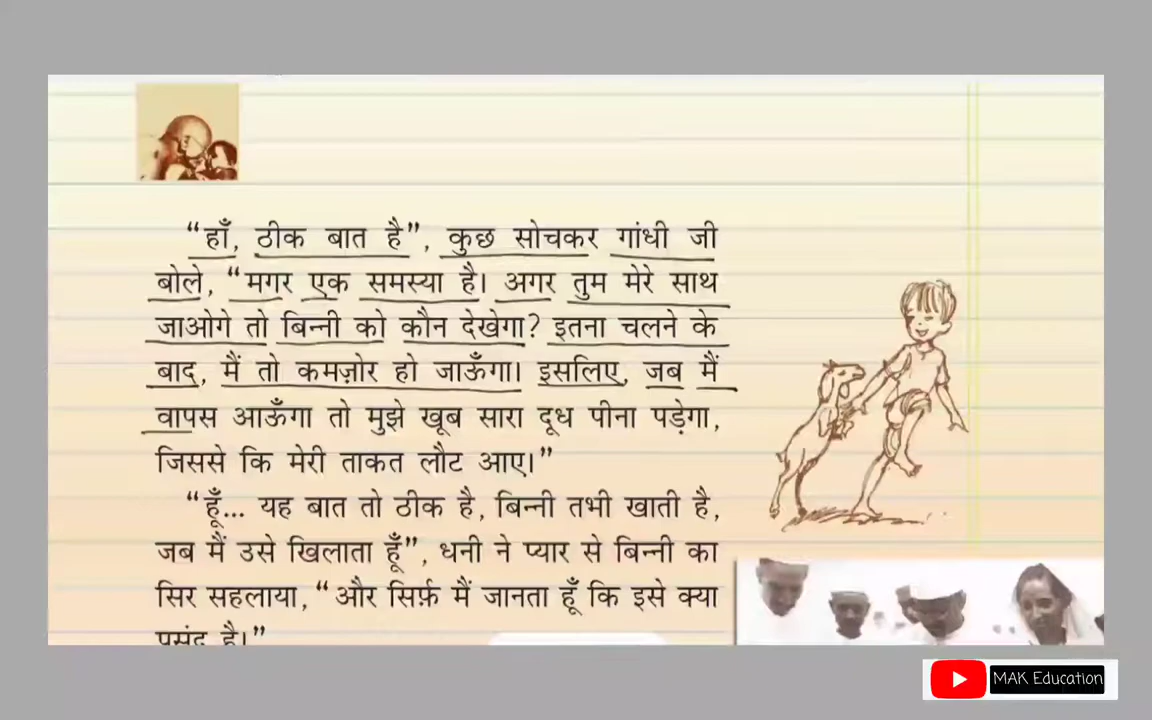 “हाँ, ठीक बात है”, कुछ सोचकर गांधी जी
बोले, “मगर एक समस्या है। अगर तुम मेरे साथ
जाओगे तो बिन्नी को कौन देखेगा? इतना चलने के
बाद, मैं तो कमज़ोर हो जाऊँगा। इसलिए, जब मैं
वापस आऊँगा तो मुझे खूब सारा दूध पीना पड़ेगा,
जिससे कि मेरी ताकत लौट आए।”
“हूँ... यह बात तो ठीक है, बिन्नी तभी खाती है,
जब मैं उसे खिलाता हूँ”, धनी ने प्यार से बिन्नी का
सिर सहलाया, “और सिर्फ़ मैं जानता हूँ कि इसे क्या
पसंद है।”
MAK Education